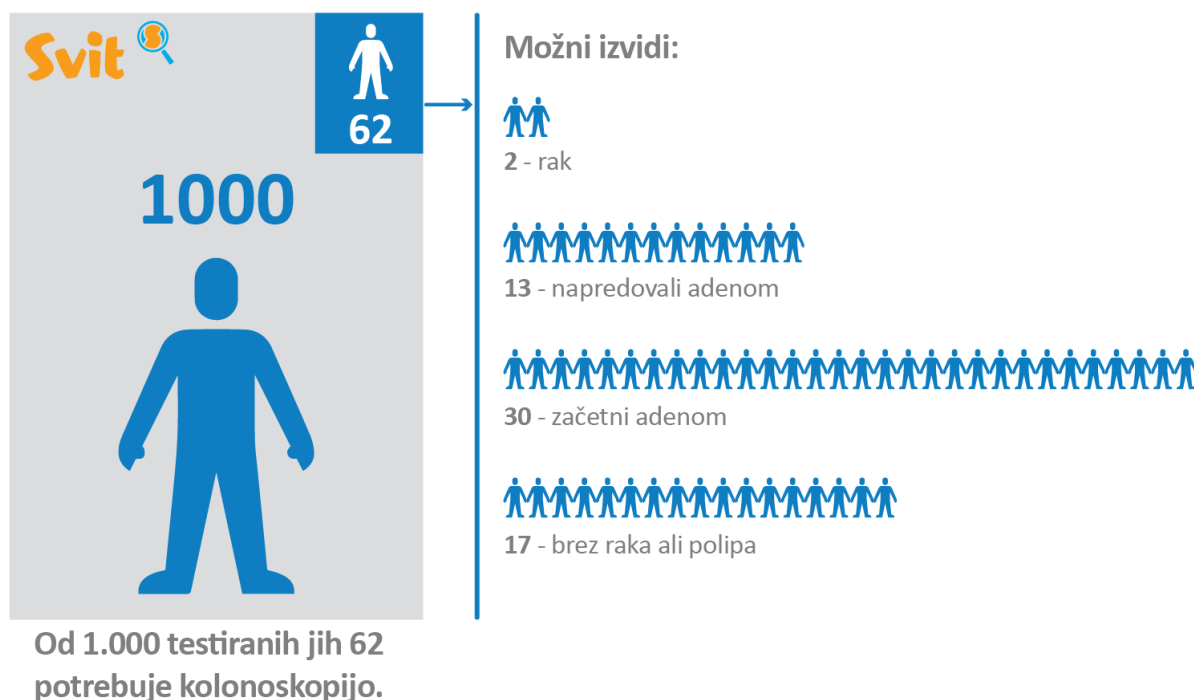 Svit
62
1000
Od 1.000 testiranih jih 62
potrebuje kolonoskopijo.
Možni izvidi:
2 - rak
13 - napredovali adenom
30 - začetni adenom
17 - brez raka ali polipa